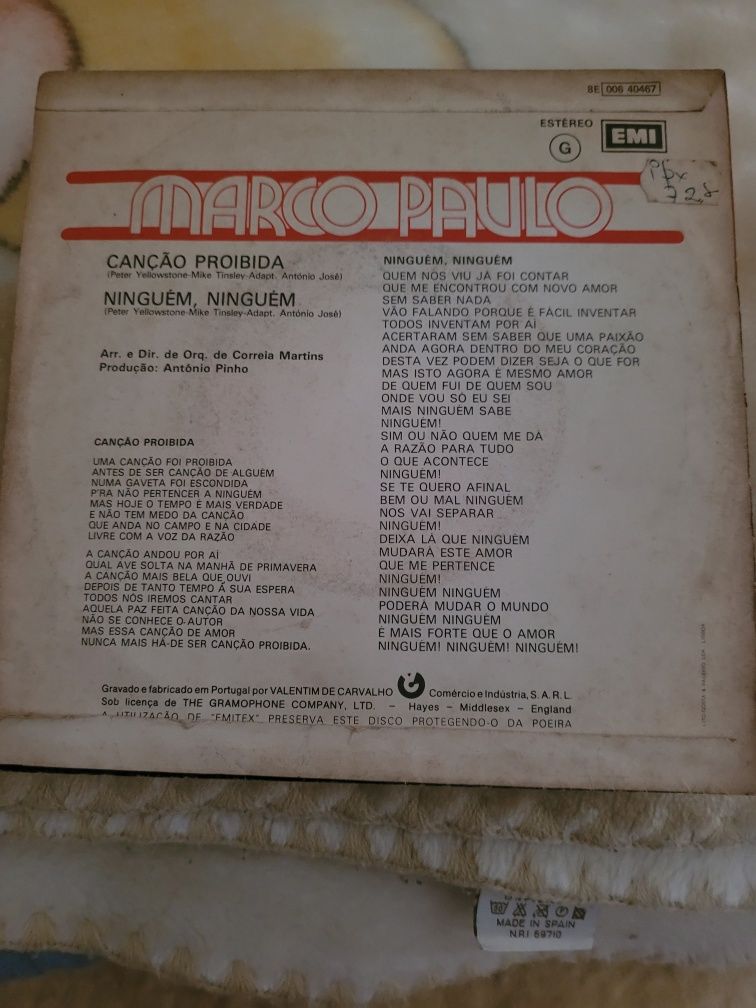 8E 006 40467
ESTÉREO
G
EMI
MARCO PAULO
CANÇÃO PROIBIDA
(Peter Yellowstone-Mike Tinsley-Adapt. António José)
NINGUÉM, NINGUÉM
(Peter Yellowstone-Mike Tinsley-Adapt. António José)
Arr. e Dir. de Orq. de Correia Martins
Produção: António Pinho
CANÇÃO PROIBIDA
UMA CANÇÃO FOI PROIBIDA
ANTES DE SER CANÇÃO DE ALGUÉM
NUMA GAVETA FOI ESCONDIDA
P'RA NÃO PERTENCER A NINGUÉM
MAS HOJE O TEMPO É MAIS VERDADE
E NÃO TEM MEDO DA CANÇÃO
QUE ANDA NO CAMPO E NA CIDADE
LIVRE COM A VOZ DA RAZÃO
A CANÇÃO ANDOU POR AÍ
QUAL AVE SOLTA NA MANHÃ DE PRIMAVERA
A CANÇÃO MAIS BELA QUE OUVI
DEPOIS DE TANTO TEMPO Á SUA ESPERA
TODOS NÓS IREMOS CANTAR
AQUELA PAZ FEITA CANÇÃO DA NOSSA VIDA
NÃO SE CONHECE O AUTOR
MAS ESSA CANÇÃO DE AMOR
NUNCA MAIS HÁ-DE SER CANÇÃO PROIBIDA.
NINGUÉM, NINGUÉM
QUEM NOS VIU JÁ FOI CONTAR
QUE ME ENCONTROU COM NOVO AMOR
SEM SABER NADA
VÃO FALANDO PORQUE É FÁCIL INVENTAR
TODOS INVENTAM POR AÍ
ACERTARAM SEM SABER QUE UMA PAIXÃO
ANDA AGORA DENTRO DO MEU CORAÇÃO
DESTA VEZ PODEM DIZER SEJA O QUE FOR
MAS ISTO AGORA É MESMO AMOR
DE QUEM FUI DE QUEM SOU
ONDE VOU SÓ EU SEI
MAIS NINGUÉM SABE
NINGUÉM!
SIM OU NÃO QUEM ME DÁ
A RAZÃO PARA TUDO
O QUE ACONTECE
NINGUÉM!
SE TE QUERO AFINAL
BEM OU MAL NINGUÉM
NOS VAI SEPARAR
NINGUÉM!
DEIXA LÁ QUE NINGUÉM
MUDARÁ ESTE AMOR
QUE ME PERTENCE
NINGUEM!
NINGUÉM NINGUÉM
PODERÁ MUDAR O MUNDO
NINGUÉM NINGUÉM
É MAIS FORTE QUE O AMOR
NINGUÉM! NINGUÉM! NINGUÉM!
Gravado e fabricado em Portugal por VALENTIM DE CARVALHO Comércio e Indústria, S. A. R. L.
Sob licença de THE GRAMOPHONE COMPANY, LTD. – Hayes – Middlesex – England
A UTILIZAÇÃO DE "EMITEX" PRESERVA ESTE DISCO PROTEGENDO-O DA POEIRA
MADE IN SPAIN
N.R.I 59710